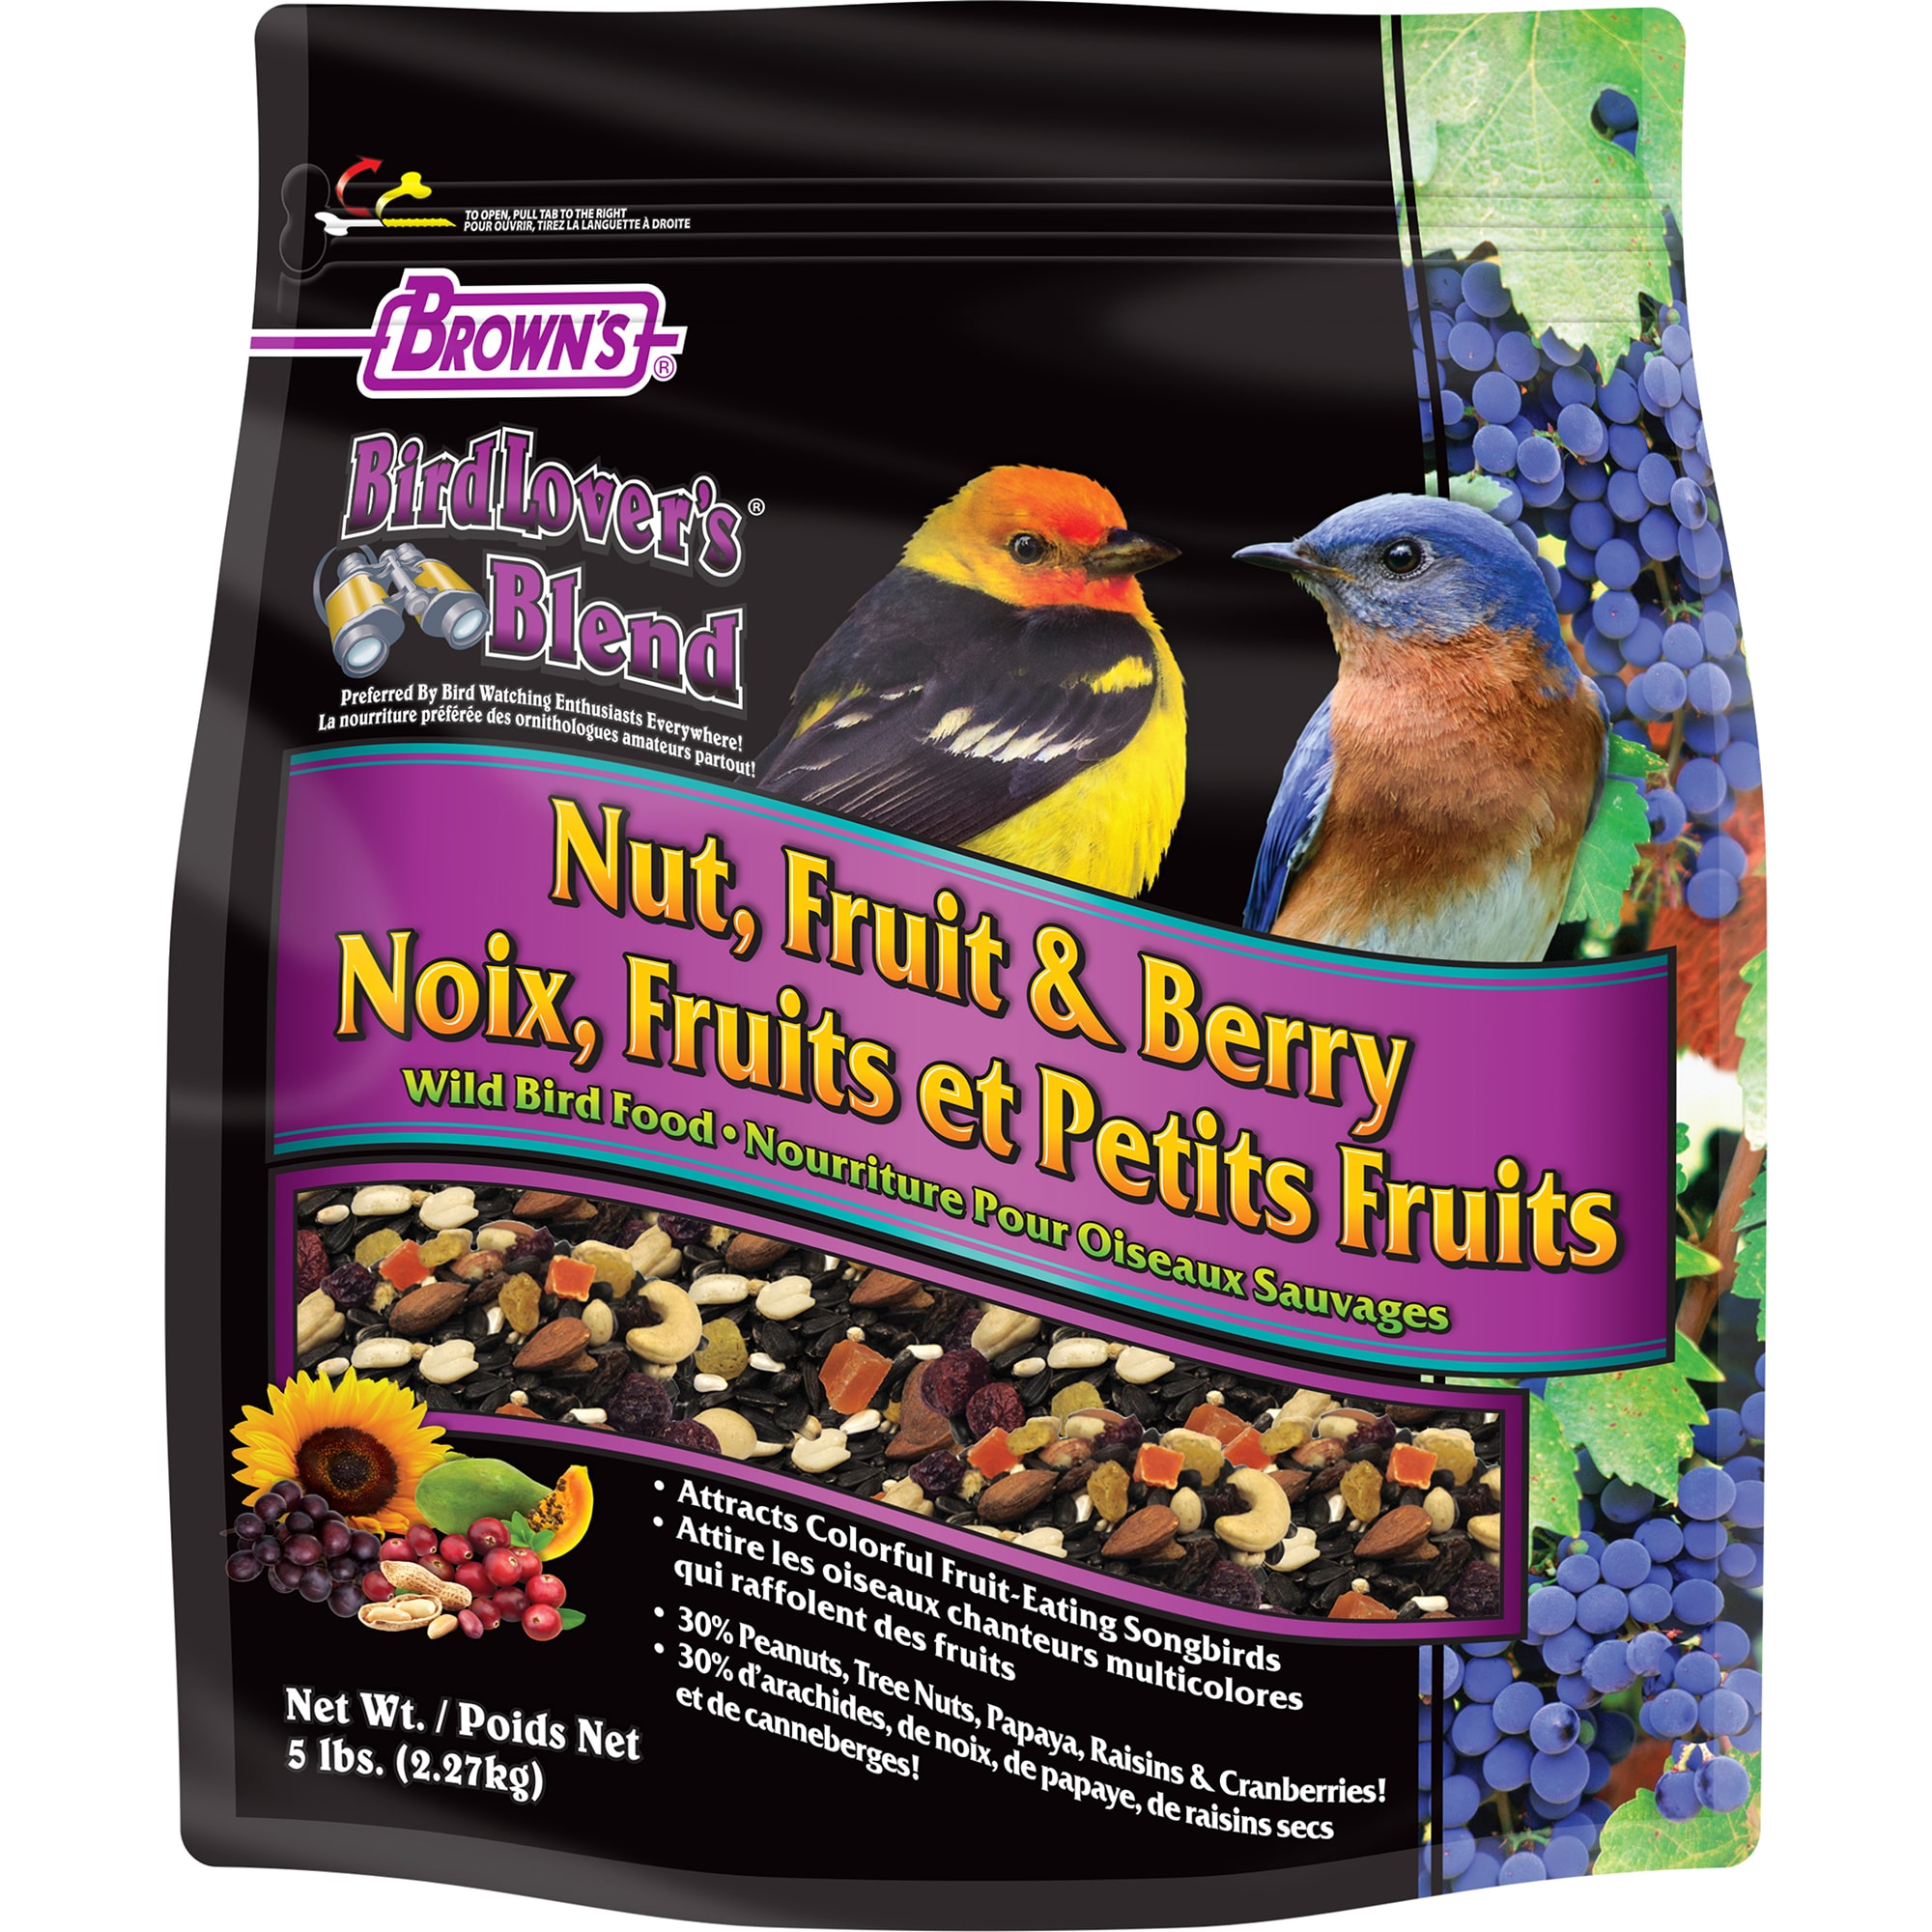 TO OPEN, PULL TAB TO THE RIGHT
POUR OUVRIR, TIREZ LA LANGUETTE À DROITE
BROWN'S®
Bird Lover's®
Blend
Preferred By Bird Watching Enthusiasts Everywhere!
La nourriture préférée des ornithologues amateurs partout!
Nut, Fruit & Berry
Noix, Fruits et Petits Fruits
Wild Bird Food • Nourriture Pour Oiseaux Sauvages
• Attracts Colorful Fruit-Eating Songbirds
• Attire les oiseaux chanteurs multicolores
qui raffolent des fruits
• 30% Peanuts, Tree Nuts, Papaya, Raisins & Cranberries!
• 30% d'arachides, de noix, de papaye, de raisins secs
et de canneberges!
Net Wt. / Poids Net
5 lbs. (2.27kg)